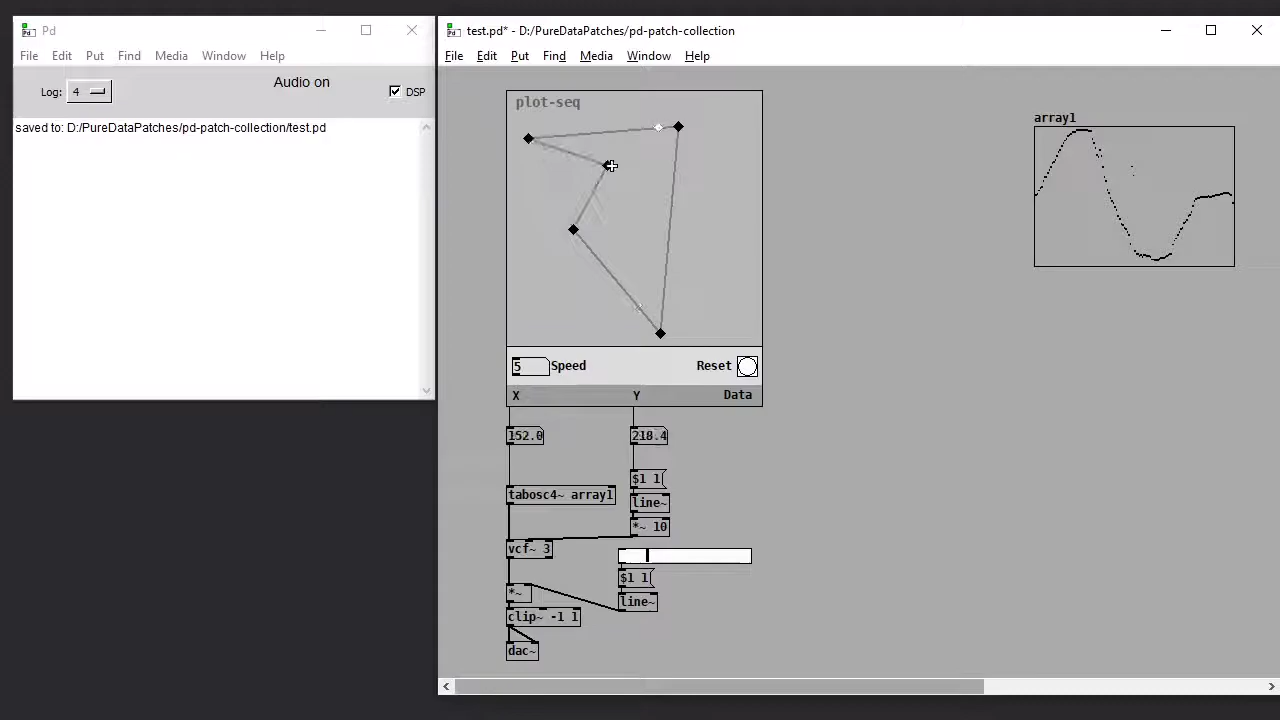 Pd
File Edit Put Find Media Window Help
Audio on
Log: 4 DSP
saved to: D:/PureDataPatches/pd-patch-collection/test.pd
test.pd* - D:/PureDataPatches/pd-patch-collection
File Edit Put Find Media Window Help
plot-seq
array1
5 Speed Reset
X Y Data
152.0 218.4
$1 1
tabosc4~ array1
line~
*~ 10
vcf~ 3
$1 1
*~
line~
clip~ -1 1
dac~